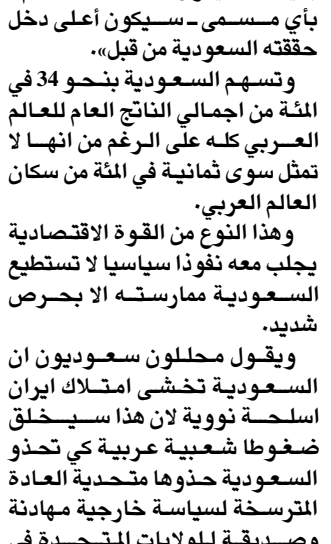 بأي مسمى ـ سيكون أعلى دخل
حققته السعودية من قبل».
وتسهم السعودية بنحو 34 في
المئة من اجمالي الناتج العام للعالم
العربي كله على الرغم من انها لا
تمثل سوى ثمانية في المئة من سكان
العالم العربي.
وهذا النوع من القوة الاقتصادية
يجلب معه نفوذا سياسيا لا تستطيع
السعودية ممارسته الا بحرص
شديد.
ويقول محللون سعوديون ان
السعودية تخشى امتلاك ايران
اسلحة نووية لان هذا سيخلق
ضغوطا شعبية عربية كي تحذو
السعودية حذوها متحدية العادة
المترسخة لسياسة خارجية مهادنة
وصديقة للولايات المتحدة في